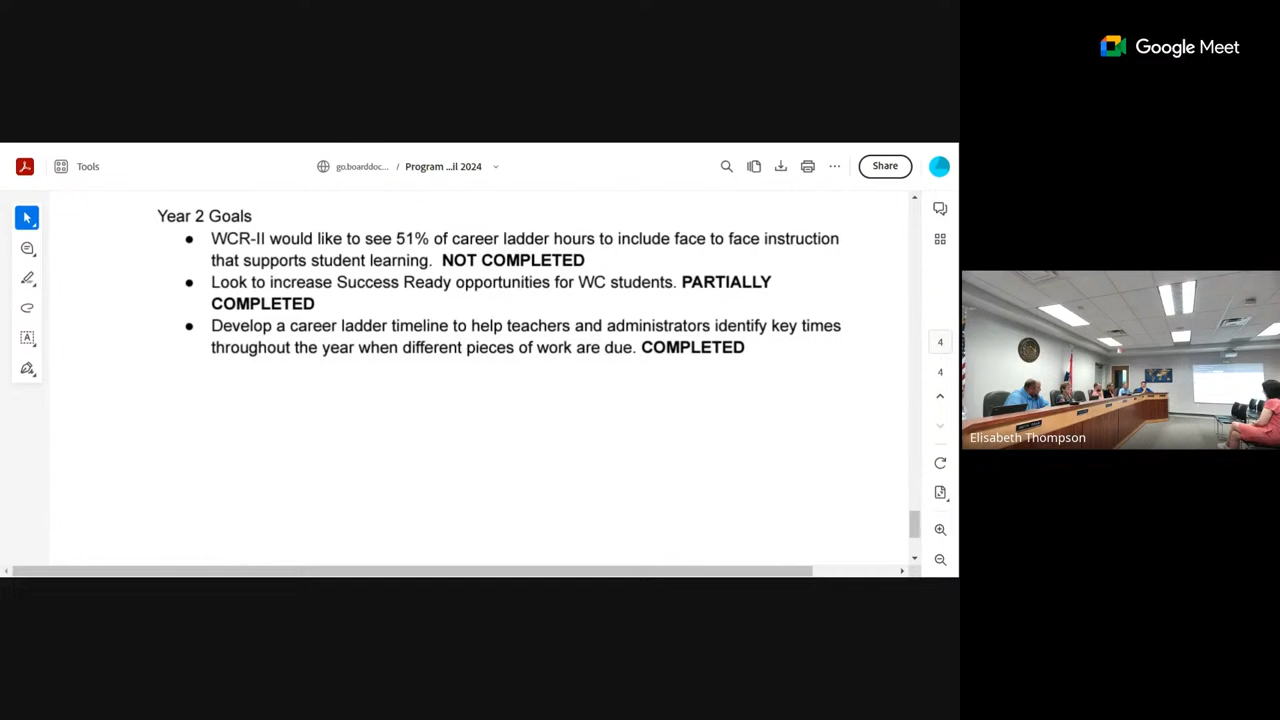 Google Meet
Tools
go.boarddoc... / Program ...il 2024
Share
Year 2 Goals
● WCR-II would like to see 51% of career ladder hours to include face to face instruction
that supports student learning. NOT COMPLETED
● Look to increase Success Ready opportunities for WC students. PARTIALLY
COMPLETED
● Develop a career ladder timeline to help teachers and administrators identify key times
throughout the year when different pieces of work are due. COMPLETED
4
4
Elisabeth Thompson